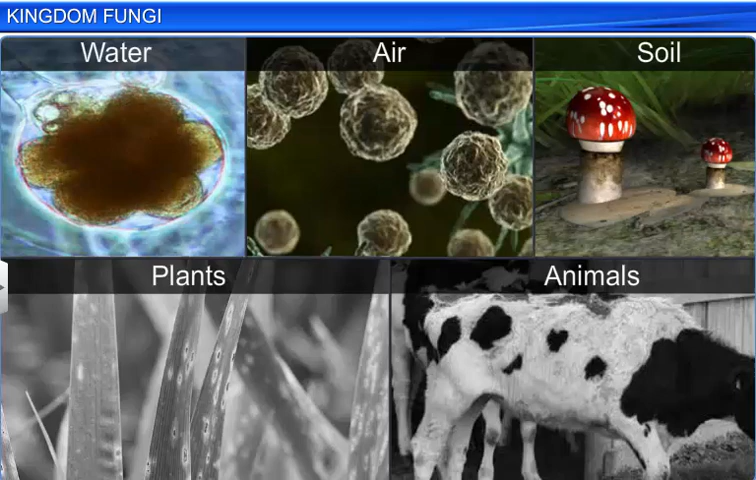 KINGDOM FUNGI
Water
Air
Soil
Plants
Animals